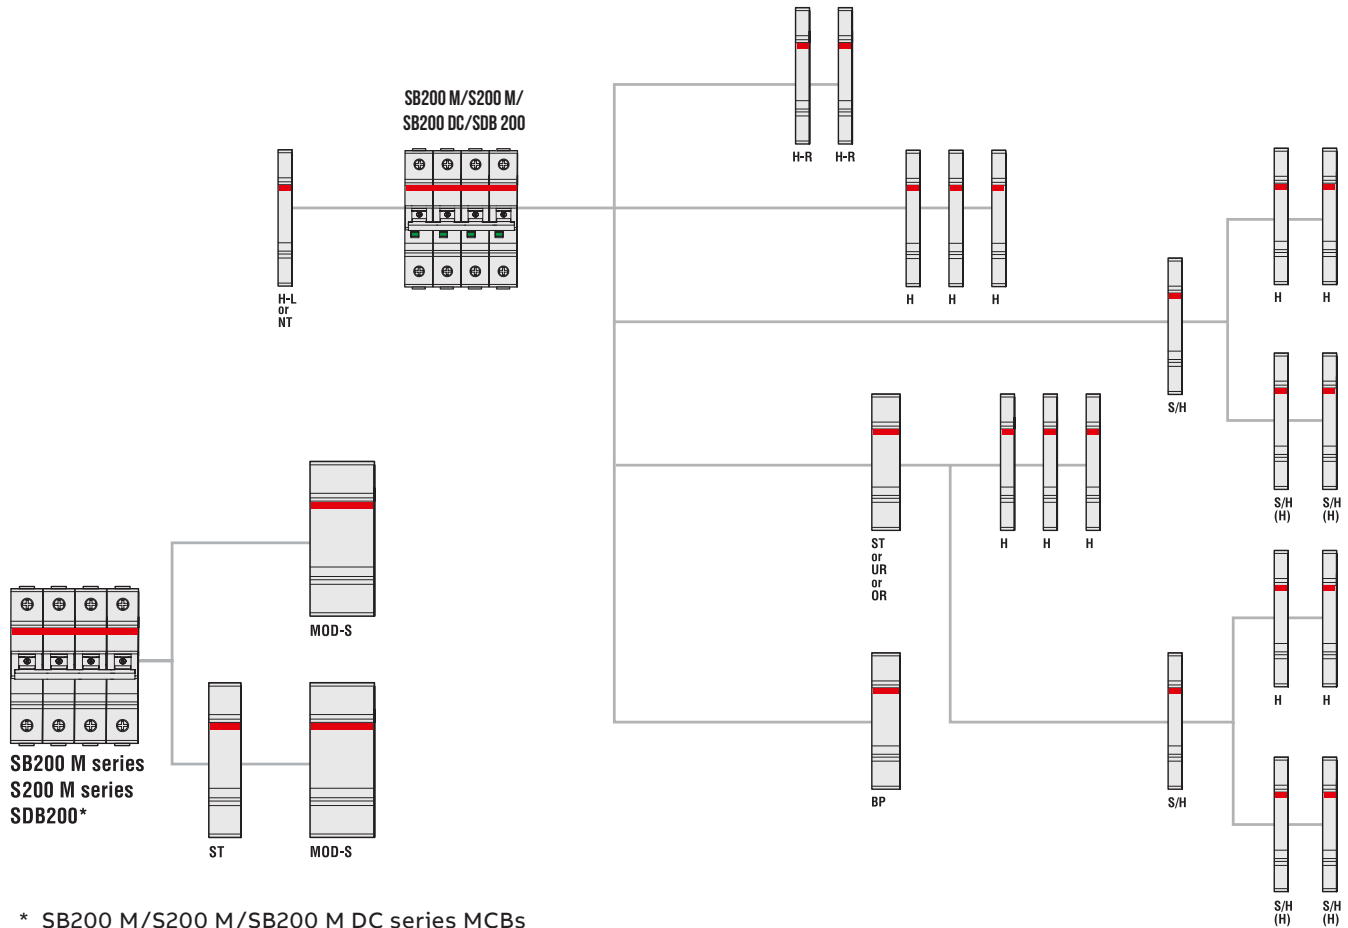 SB200 M/S200 M/
SB200 DC/SDB 200
H-R
H-R
H-L
or
NT
H
H
H
H
H
S/H
S/H
(H)
S/H
(H)
ST
or
UR
or
OR
H
H
H
MOD-S
SB200 M series
S200 M series
SDB200*
ST
MOD-S
BP
S/H
H
H
S/H
(H)
S/H
(H)
* SB200 M/S200 M/SB200 M DC series MCBs